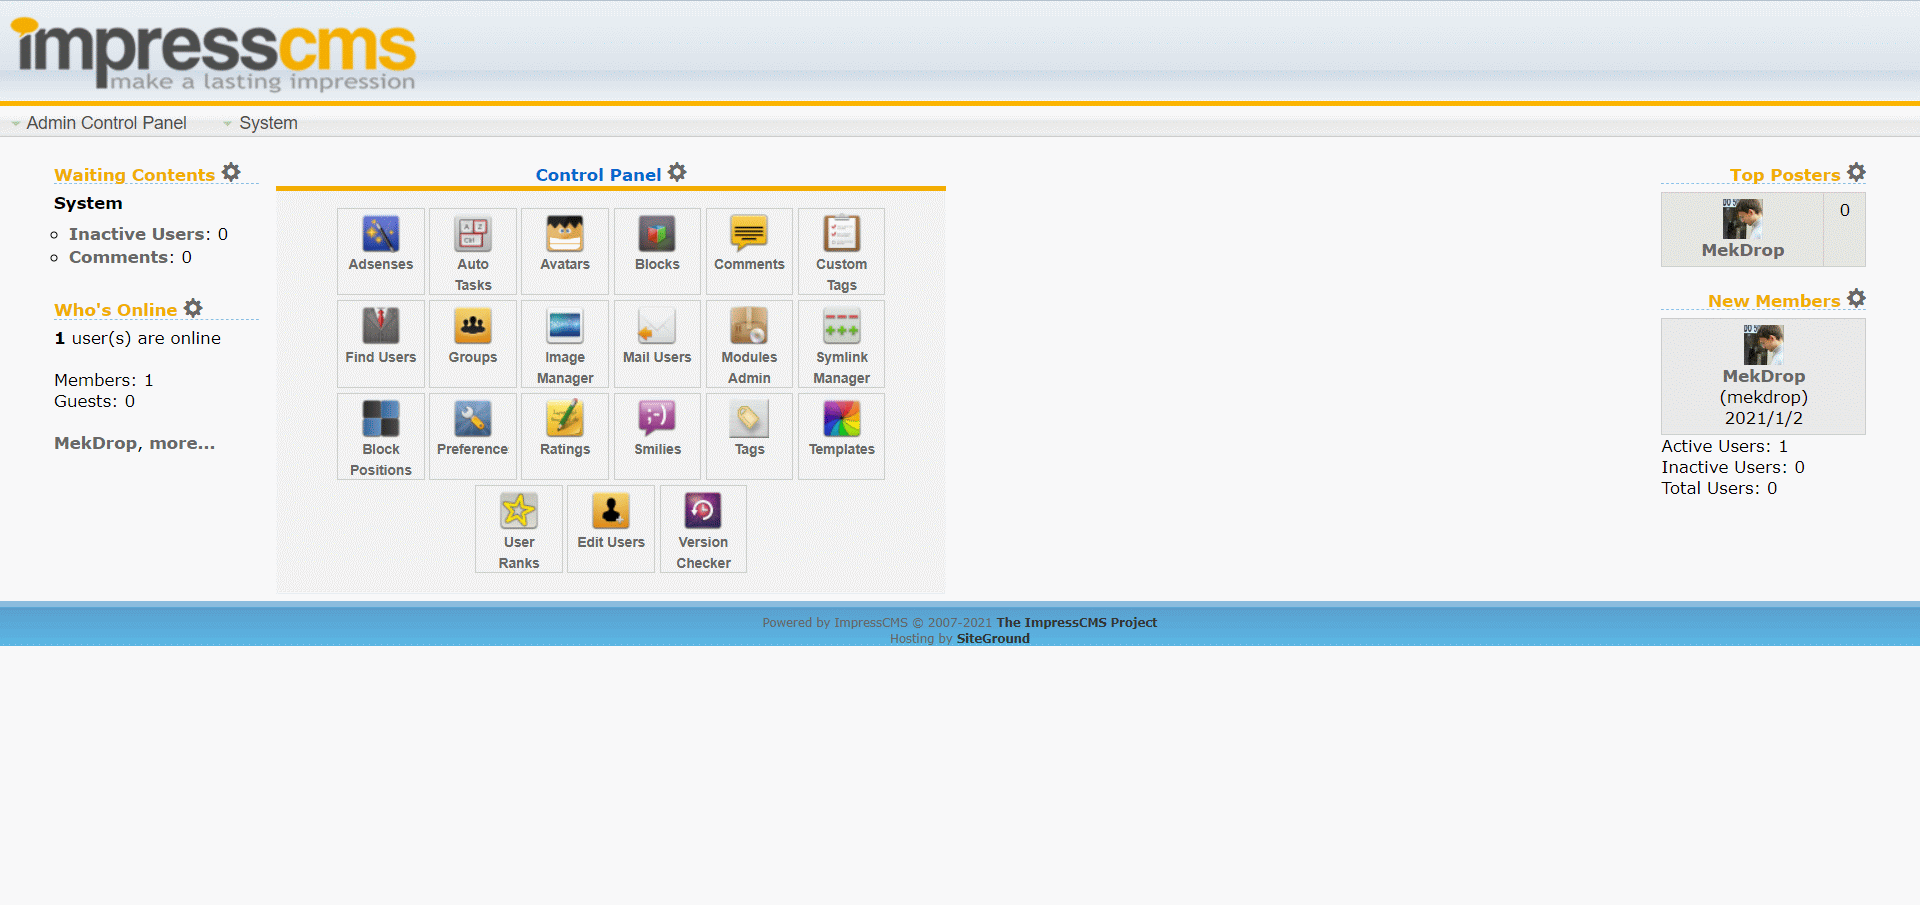 impresscms
make a lasting impression
Admin Control Panel
System
Waiting Contents
System
Inactive Users: 0
Comments: 0
Who's Online
1 user(s) are online
Members: 1
Guests: 0
MekDrop, more...
Control Panel
Adsenses
Auto
Tasks
Avatars
Blocks
Comments
Custom
Tags
Find Users
Groups
Image
Manager
Mail Users
Modules
Admin
Symlink
Manager
Block
Positions
Preference
Ratings
Smilies
Tags
Templates
User
Ranks
Edit Users
Version
Checker
Top Posters
MekDrop
0
New Members
MekDrop
(mekdrop)
2021/1/2
Active Users: 1
Inactive Users: 0
Total Users: 0
Powered by ImpressCMS © 2007-2021 The ImpressCMS Project
Hosting by SiteGround